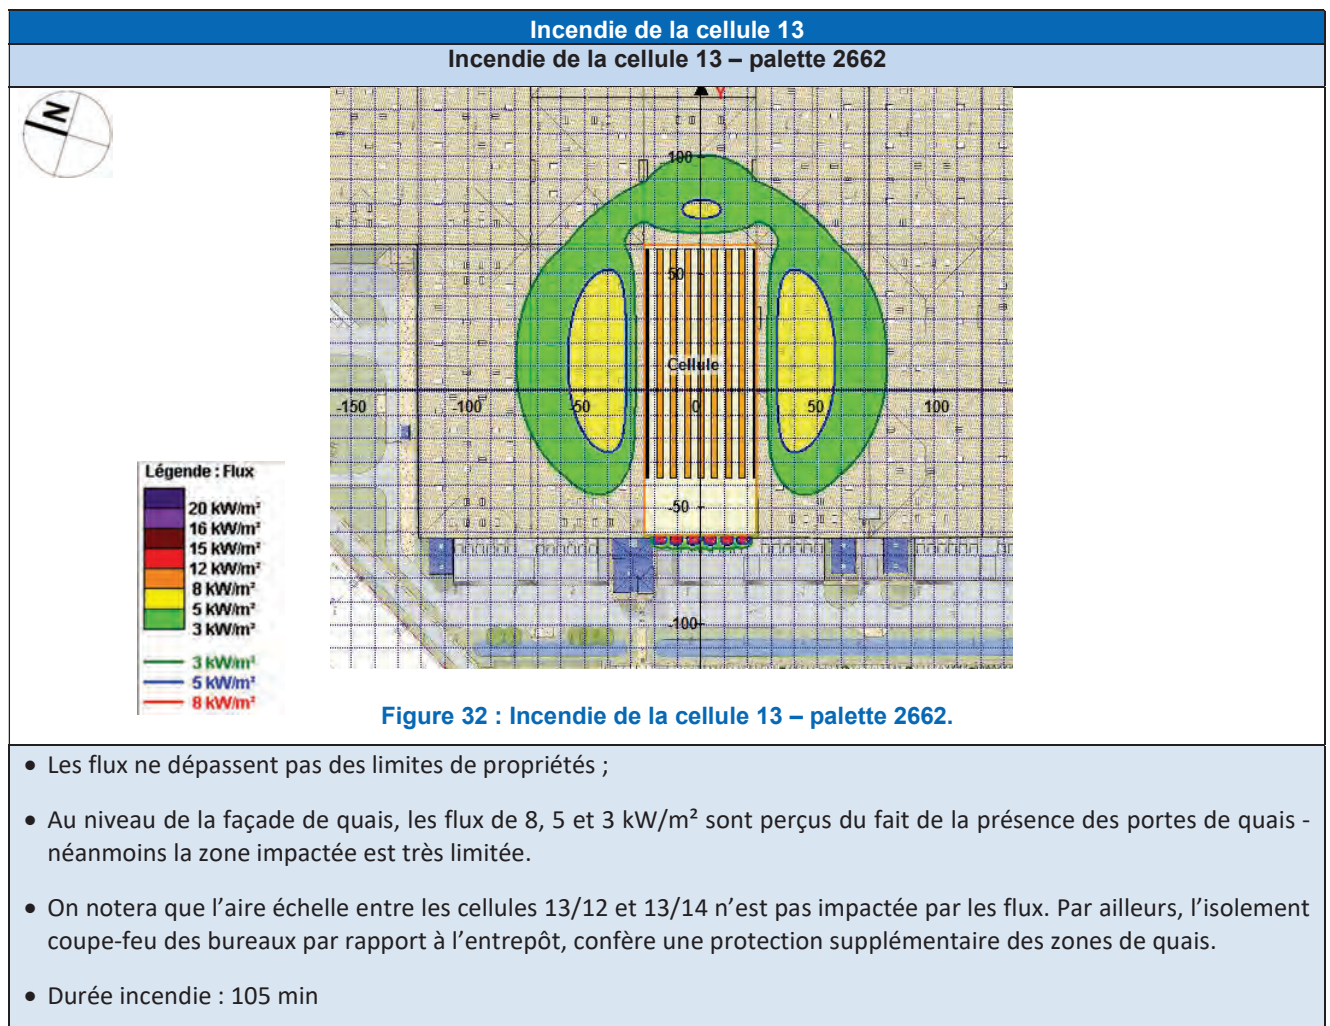 Incendie de la cellule 13
Incendie de la cellule 13 – palette 2662
N
Y
100
50
Cellule
-150
-100
-50
0
50
100
-50
-100
Légende : Flux
20 kW/m²
16 kW/m²
15 kW/m²
12 kW/m²
8 kW/m²
5 kW/m²
3 kW/m²
3 kW/m²
5 kW/m²
8 kW/m²
Figure 32 : Incendie de la cellule 13 – palette 2662.
• Les flux ne dépassent pas des limites de propriétés ;
• Au niveau de la façade de quais, les flux de 8, 5 et 3 kW/m² sont perçus du fait de la présence des portes de quais -
néanmoins la zone impactée est très limitée.
• On notera que l’aire échelle entre les cellules 13/12 et 13/14 n’est pas impactée par les flux. Par ailleurs, l’isolement
coupe-feu des bureaux par rapport à l’entrepôt, confère une protection supplémentaire des zones de quais.
• Durée incendie : 105 min